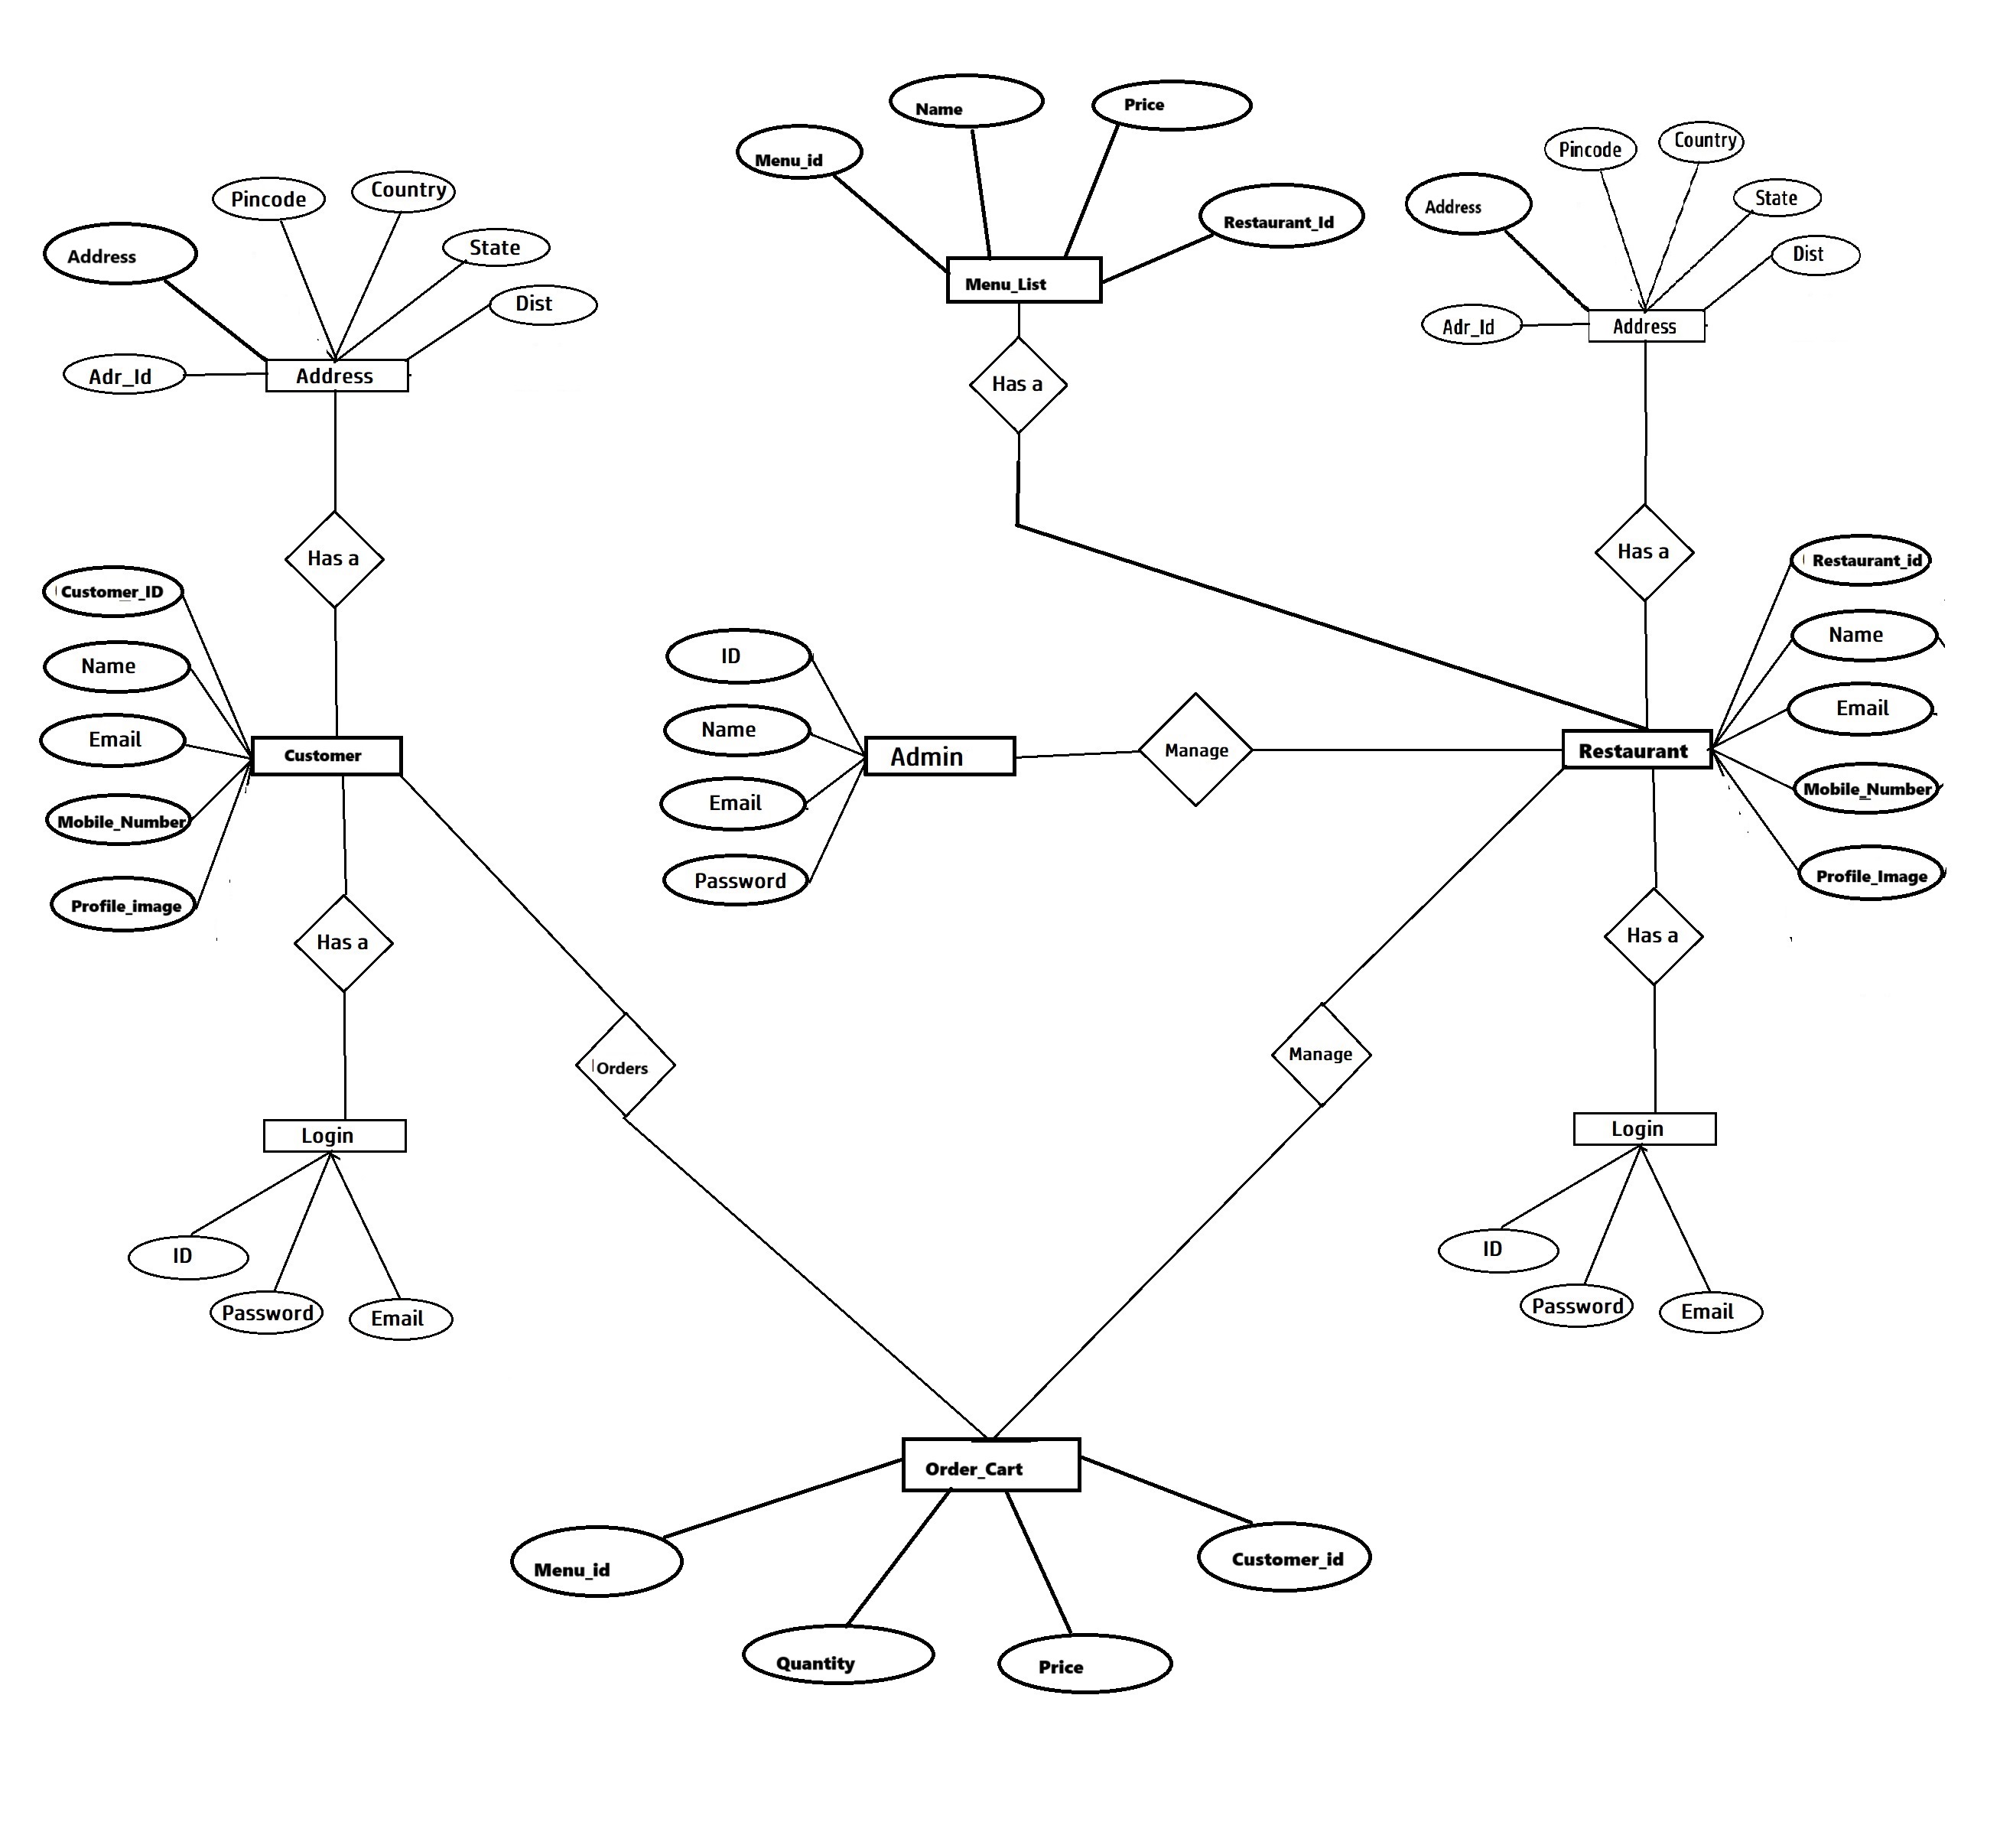 Name
Price
Menu_id
Restaurant_Id
Menu_List
Has a
Pincode
Country
Address
State
Dist
Adr_Id
Address
Has a
Pincode
Country
Address
State
Dist
Adr_Id
Address
Has a
Customer_ID
Name
Email
Mobile_Number
Profile_image
Customer
Has a
Login
ID
Password
Email
ID
Name
Email
Password
Admin
Manage
Restaurant
Restaurant_id
Name
Email
Mobile_Number
Profile_Image
Has a
Login
ID
Password
Email
Orders
Manage
Order_Cart
Menu_id
Quantity
Price
Customer_id